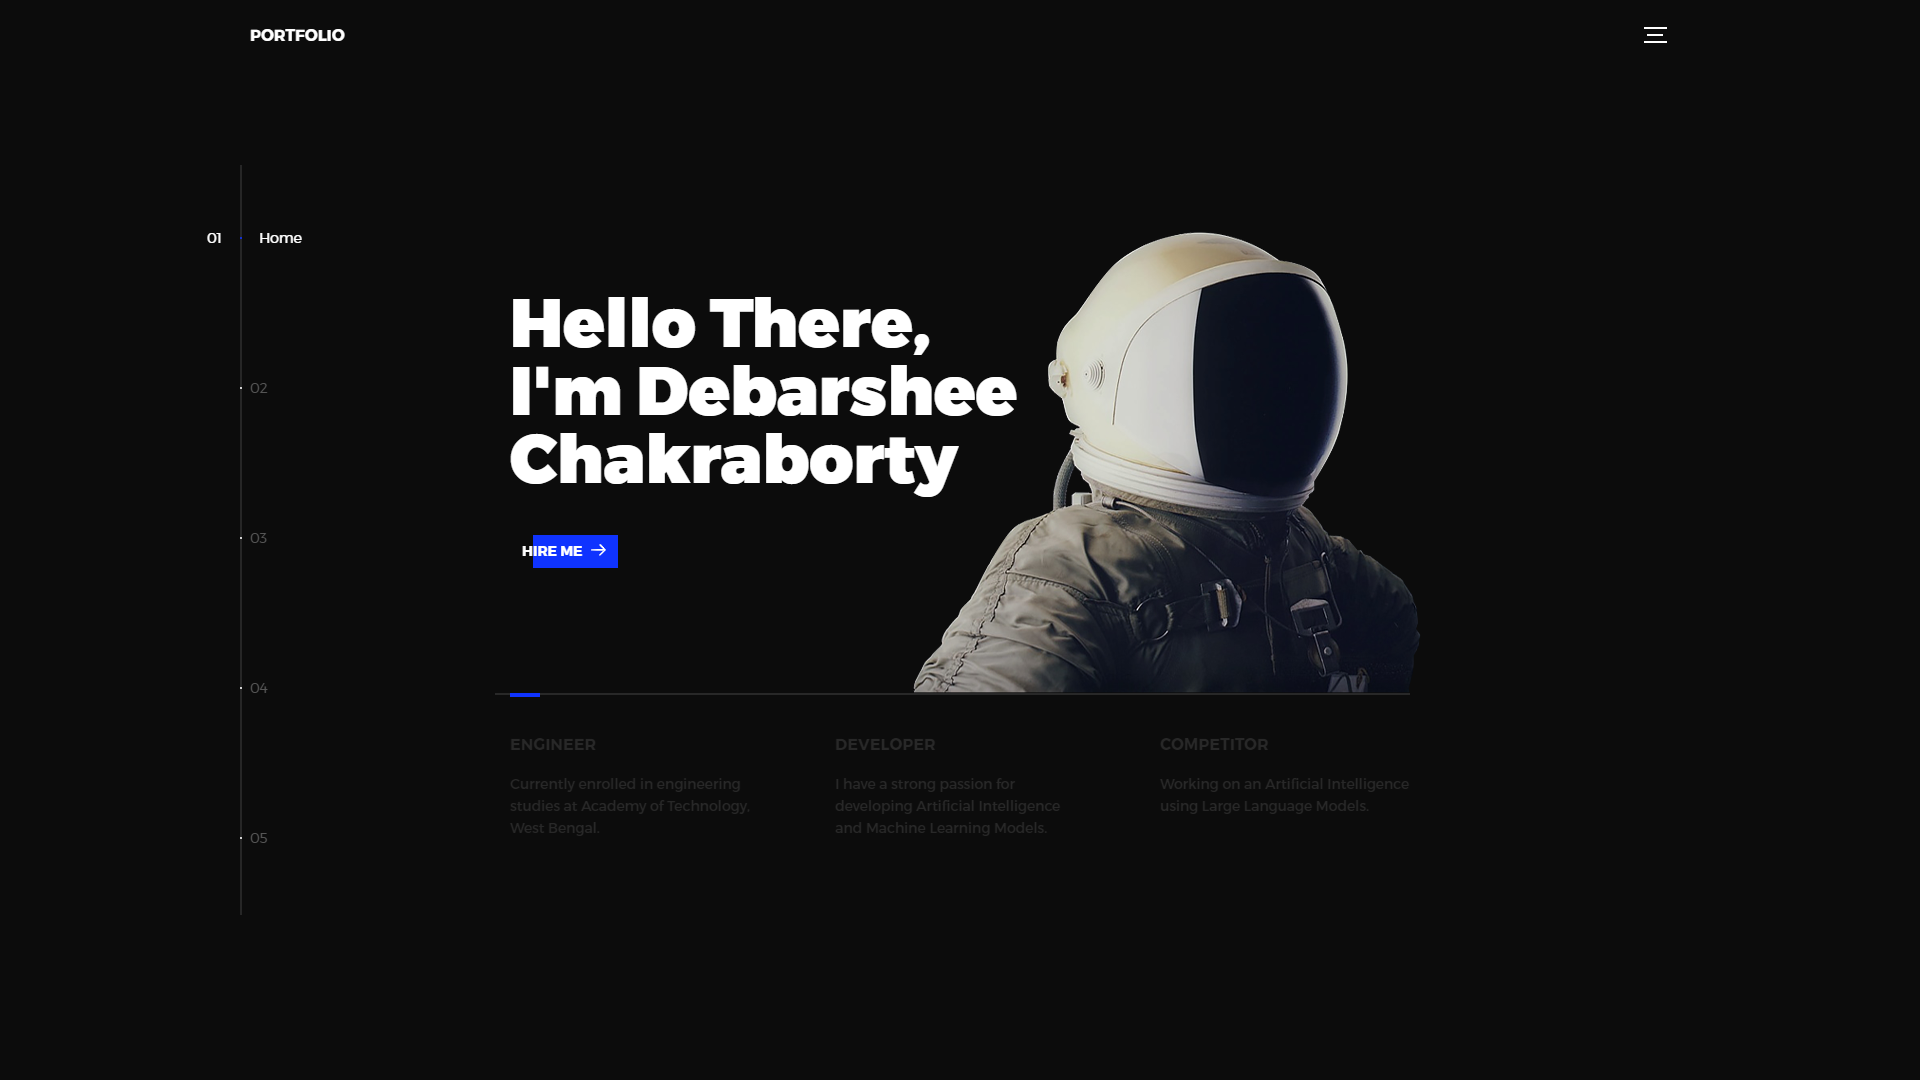 PORTFOLIO
01 Home
02
03
04
05
Hello There,
I'm Debarshee
Chakraborty
HIRE ME
ENGINEER
Currently enrolled in engineering
studies at Academy of Technology,
West Bengal.
DEVELOPER
I have a strong passion for
developing Artificial Intelligence
and Machine Learning Models.
COMPETITOR
Working on an Artificial Intelligence
using Large Language Models.